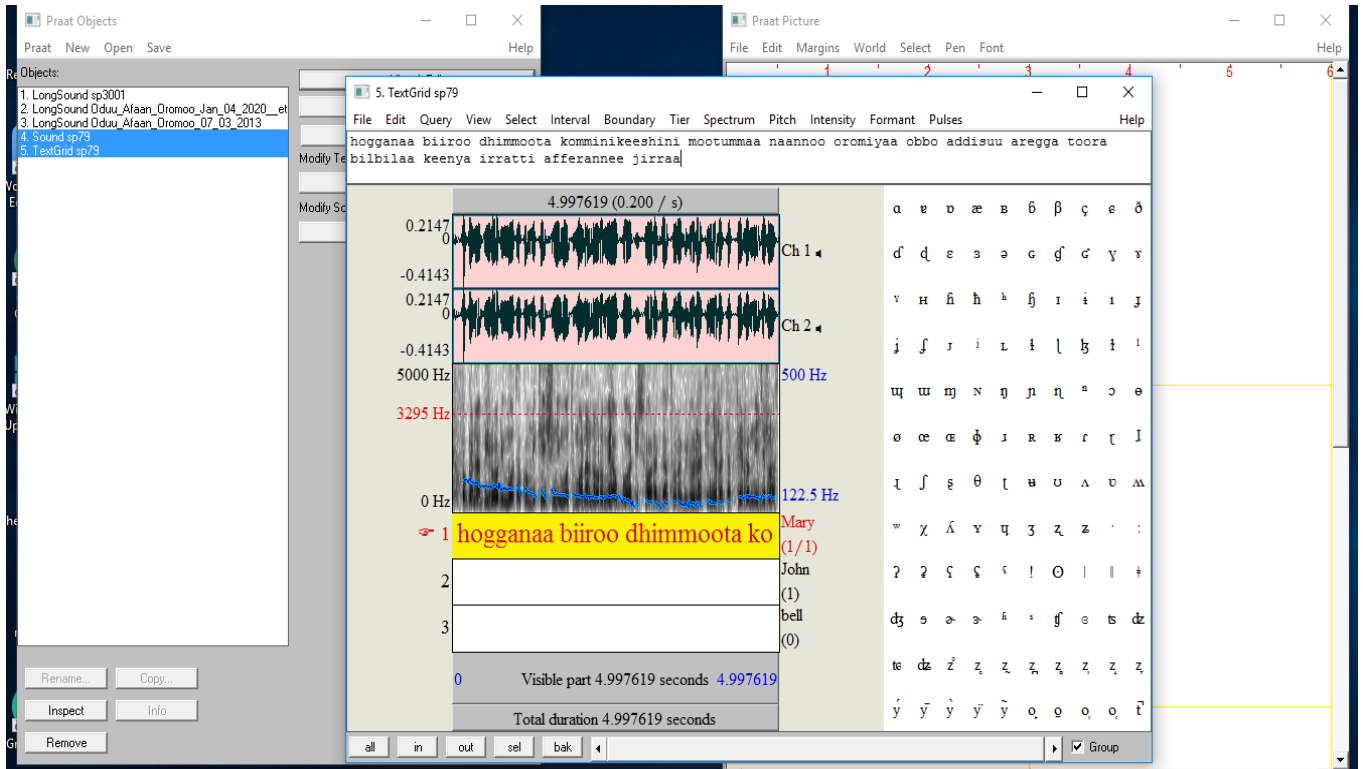 Praat Objects
Praat New Open Save Help
Objects:
1. LongSound sp3001
2. LongSound Oduu_Afaan_Oromoo_Jan_04_2020__et
3. LongSound Oduu_Afaan_Oromoo_07_03_2013
4. Sound sp79
5. TextGrid sp79
Modify Te
Modify So
Rename... Copy...
Inspect Info
Remove
Praat Picture
File Edit Margins World Select Pen Font Help
1 2 3 4 5 6
5. TextGrid sp79
File Edit Query View Select Interval Boundary Tier Spectrum Pitch Intensity Formant Pulses Help
hogganaa biiroo dhimmoota komminikeeshini mootummaa naannoo oromiyaa obbo addisuu aregga toora
bilbilaa keenya irratti afferannee jirraa
4.997619 (0.200 / s)
0.2147
0
-0.4143
Ch 1
0.2147
0
-0.4143
Ch 2
5000 Hz 500 Hz
3295 Hz
0 Hz 122.5 Hz
1 hogganaa biiroo dhimmoota ko Mary
(1/1)
2 John
(1)
3 bell
(0)
0 Visible part 4.997619 seconds 4.997619
Total duration 4.997619 seconds
all in out sel bak Group